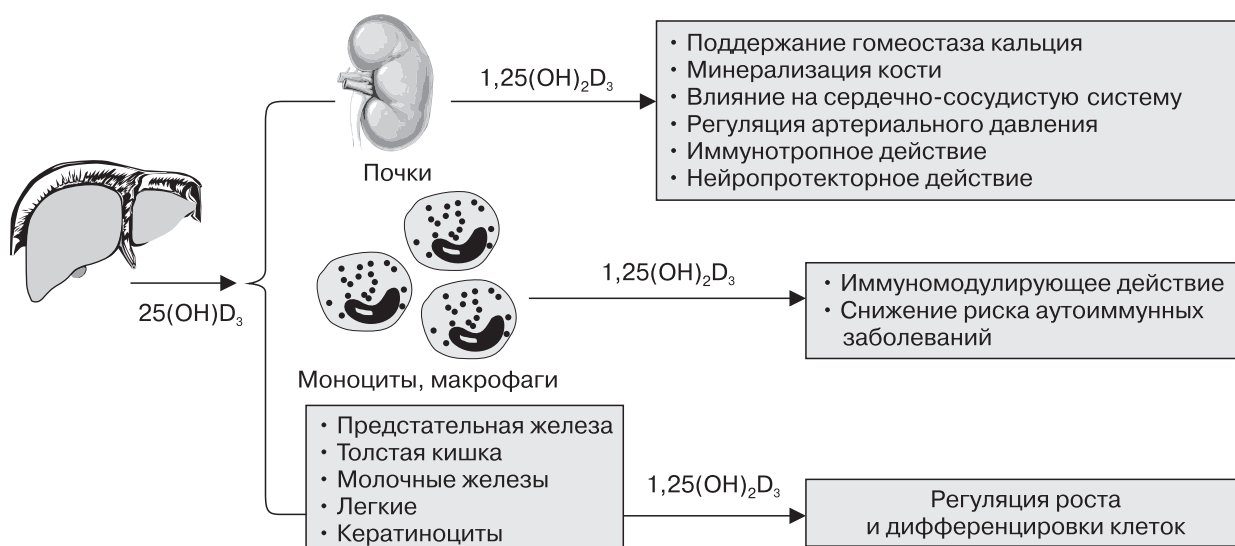 1,25(OH)₂D₃
• Поддержание гомеостаза кальция
• Минерализация кости
• Влияние на сердечно-сосудистую систему
• Регуляция артериального давления
• Иммунотропное действие
• Нейропротекторное действие
Почки
25(OH)D₃
1,25(OH)₂D₃
• Иммуномодулирующее действие
• Снижение риска аутоиммунных
заболеваний
Моноциты, макрофаги
• Предстательная железа
• Толстая кишка
• Молочные железы
• Легкие
• Кератиноциты
1,25(OH)₂D₃
Регуляция роста
и дифференцировки клеток